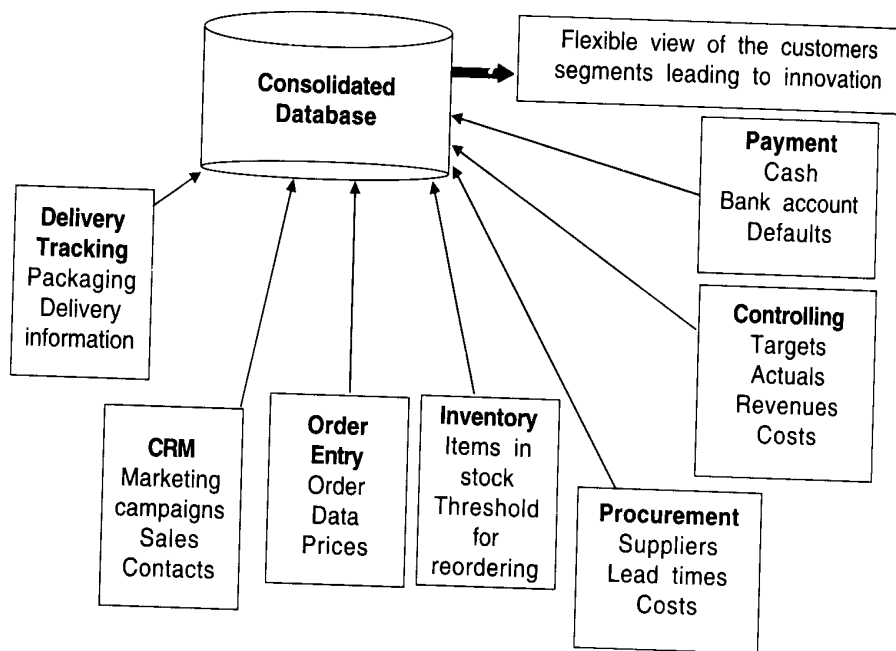 Consolidated
Database
Flexible view of the customers
segments leading to innovation
Payment
Cash
Bank account
Defaults
Delivery
Tracking
Packaging
Delivery
information
Controlling
Targets
Actuals
Revenues
Costs
CRM
Marketing
campaigns
Sales
Contacts
Order
Entry
Order
Data
Prices
Inventory
Items in
stock
Threshold
for
reordering
Procurement
Suppliers
Lead times
Costs